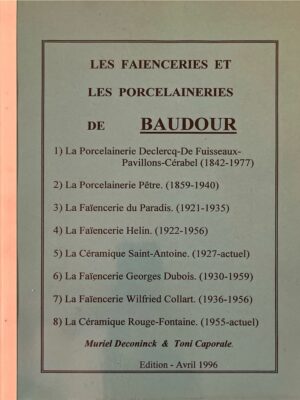 LES FAIENCERIES ET
LES PORCELAINERIES
DE BAUDOUR
1) La Porcelainerie Declercq-De Fuisseaux-
Pavillons-Cérabel (1842-1977)
2) La Porcelainerie Pêtre. (1859-1940)
3) La Faïencerie du Paradis. (1921-1935)
4) La Faïencerie Helin. (1922-1956)
5) La Céramique Saint-Antoine. (1927-actuel)
6) La Faïencerie Georges Dubois. (1930-1959)
7) La Faïencerie Wilfried Collart. (1936-1956)
8) La Céramique Rouge-Fontaine. (1955-actuel)
Muriel Deconinck & Toni Caporale.
Edition - Avril 1996